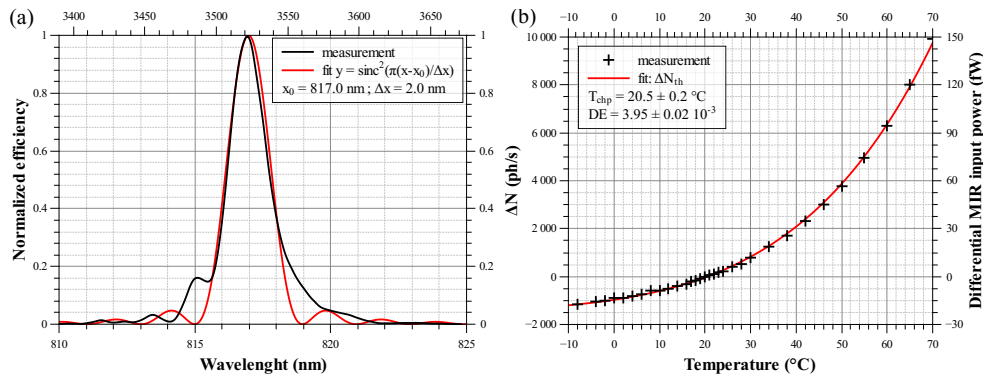 (a)
3400 3450 3500 3550 3600 3650
1
0.8
0.6
0.4
0.2
0
Normalized efficiency
measurement
fit y = sinc²(π(x-x₀)/Δx)
x₀ = 817.0 nm ; Δx = 2.0 nm
1
0.8
0.6
0.4
0.2
0
810 815 820 825
Wavelenght (nm)
(b)
−10 0 10 20 30 40 50 60 70
10 000
8 000
6 000
4 000
2 000
0
−2 000
ΔN (ph/s)
measurement
fit: ΔNth
Tchp = 20.5 ± 0.2 °C
DE = 3.95 ± 0.02 10⁻³
150
120
90
60
30
0
−30
Differential MIR input power (fW)
−10 0 10 20 30 40 50 60 70
Temperature (°C)